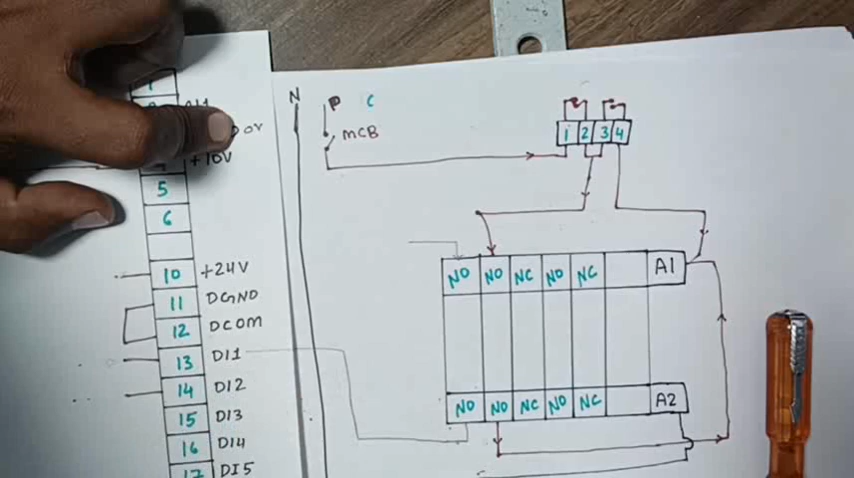 N
P C
MCB
1 2 3 4
+10V
5
6
10 +24V
11 DGND
12 DCOM
13 DI1
14 DI2
15 DI3
16 DI4
17 DI5
NO NO NC NO NC A1
NO NO NC NO NC A2